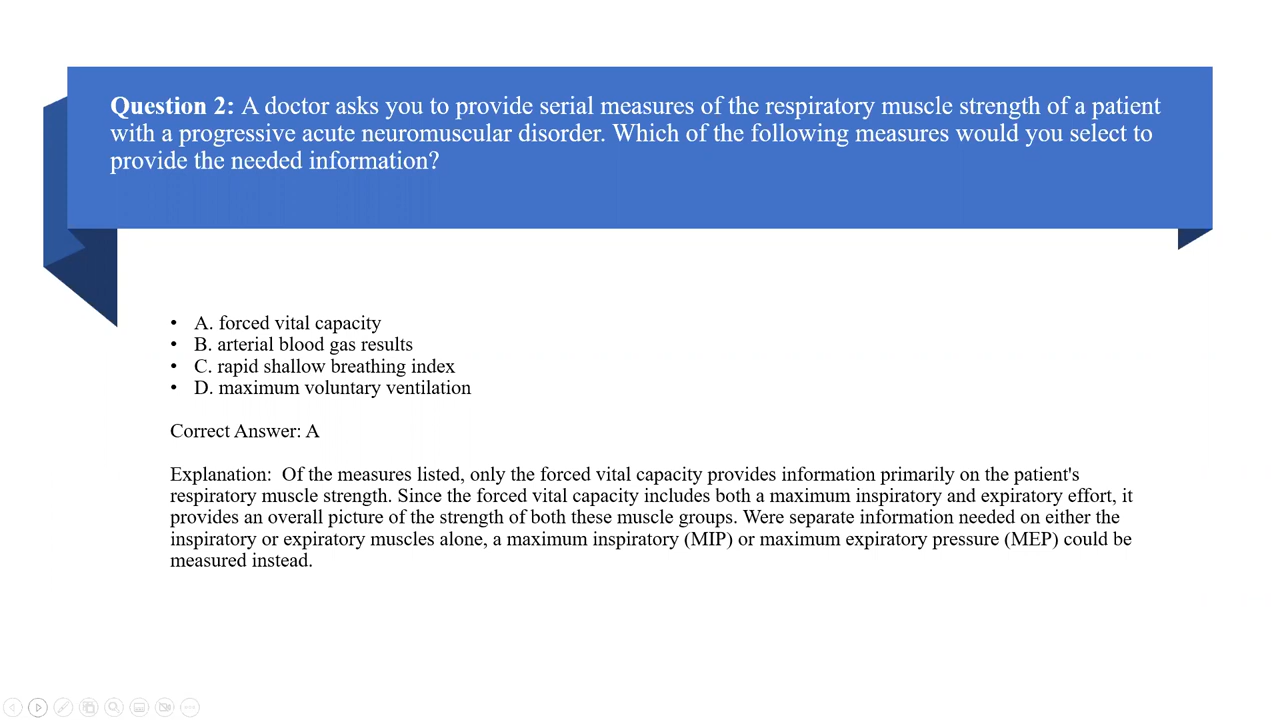 Question 2: A doctor asks you to provide serial measures of the respiratory muscle strength of a patient
with a progressive acute neuromuscular disorder. Which of the following measures would you select to
provide the needed information?
• A. forced vital capacity
• B. arterial blood gas results
• C. rapid shallow breathing index
• D. maximum voluntary ventilation
Correct Answer: A
Explanation:  Of the measures listed, only the forced vital capacity provides information primarily on the patient's
respiratory muscle strength. Since the forced vital capacity includes both a maximum inspiratory and expiratory effort, it
provides an overall picture of the strength of both these muscle groups. Were separate information needed on either the
inspiratory or expiratory muscles alone, a maximum inspiratory (MIP) or maximum expiratory pressure (MEP) could be
measured instead.